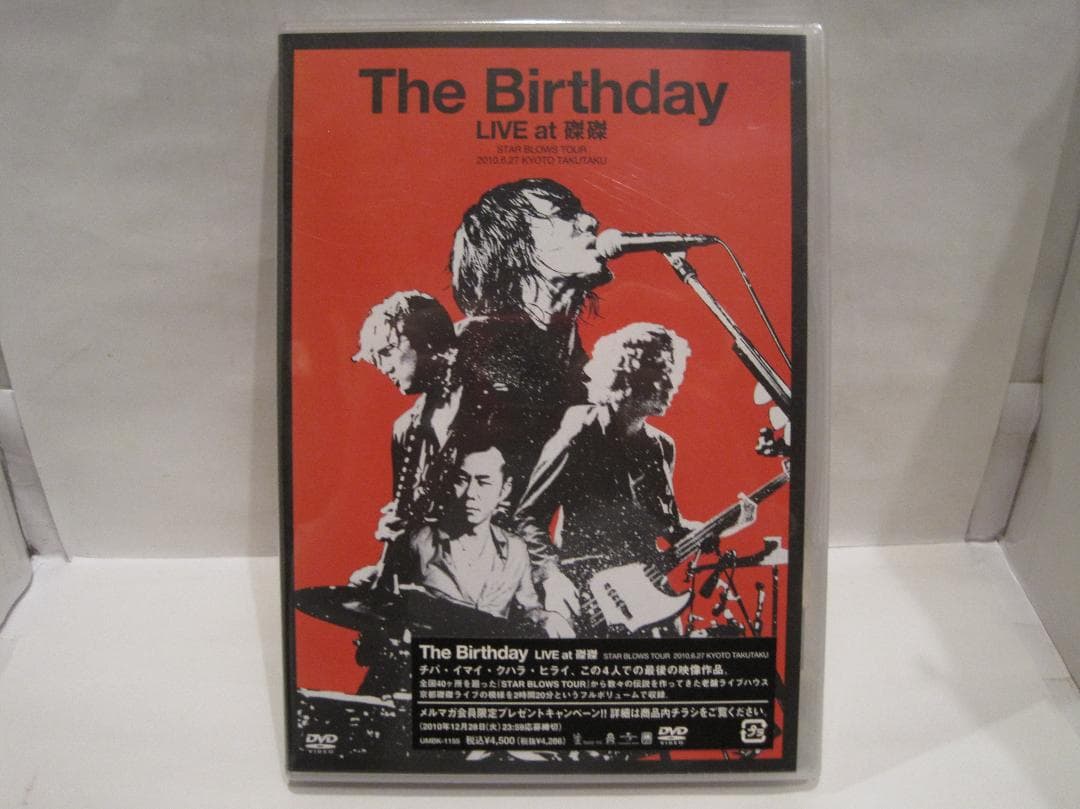 The Birthday
LIVE at 磔磔
STAR BLOWS TOUR
2010.6.27 KYOTO TAKUTAKU
The Birthday LIVE at 磔磔 STAR BLOWS TOUR 2010.6.27 KYOTO TAKUTAKU
チバ・イマイ・クハラ・ヒライ、この4人での最後の映像作品。
全国40ヶ所を廻った「STAR BLOWS TOUR」から数々の伝説を作ってきた老舗ライブハウス
京都磔磔ライブの模様を2時間20分というフルボリュームで収録。
メルマガ会員限定プレゼントキャンペーン!! 詳細は商品内チラシをご覧ください。
(2010年12月28日(火) 23:59応募締切)
UMBK-1155 税込¥4,500(税抜¥4,286)
DVD
VIDEO
DVD
VIDEO